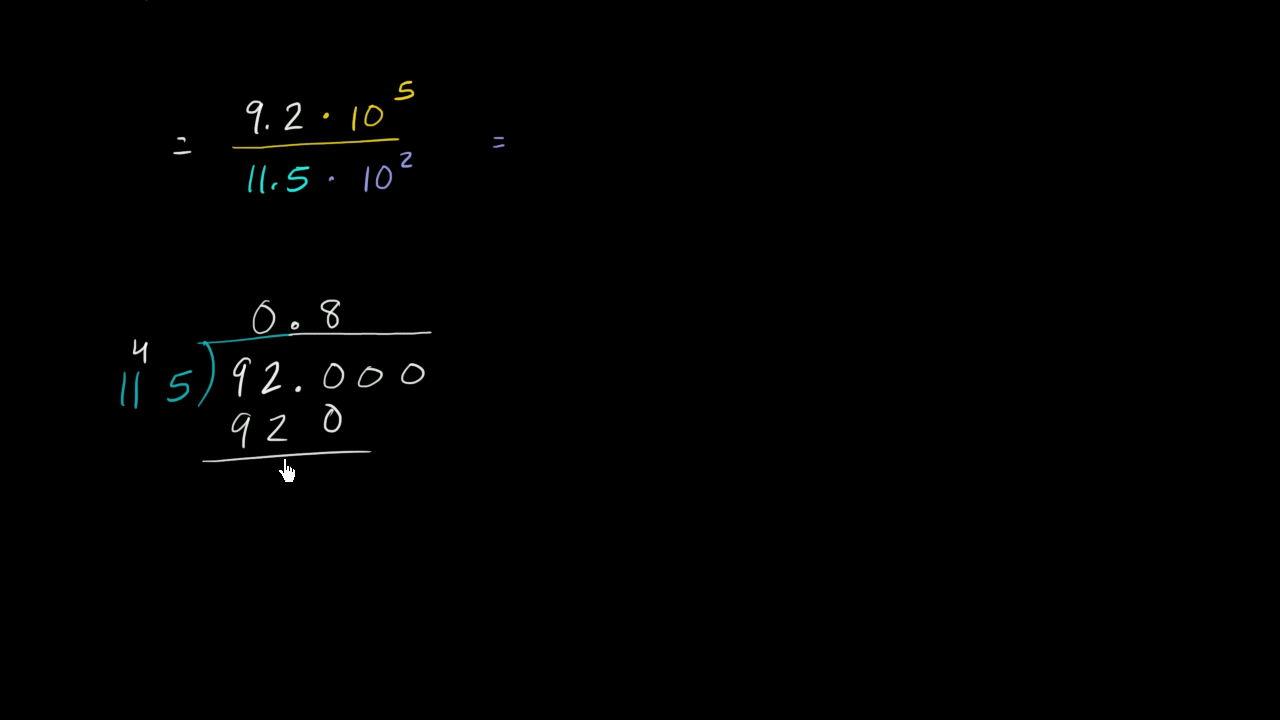 = 9.2 · 10^5 =
11.5 · 10^2
0.8
4
115)92.000
920